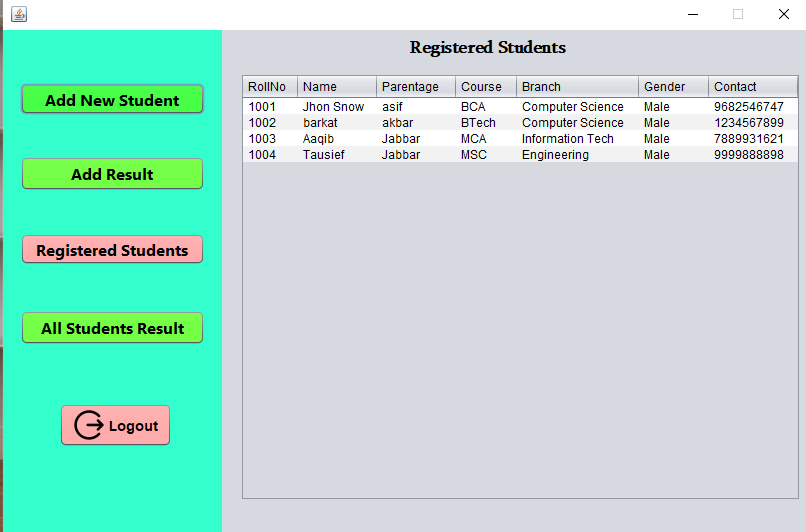 Add New Student
Add Result
Registered Students
All Students Result
Logout
Registered Students
RollNo Name Parentage Course Branch Gender Contact
1001 Jhon Snow asif BCA Computer Science Male 9682546747
1002 barkat akbar BTech Computer Science Male 1234567899
1003 Aaqib Jabbar MCA Information Tech Male 7889931621
1004 Tausief Jabbar MSC Engineering Male 9999888898